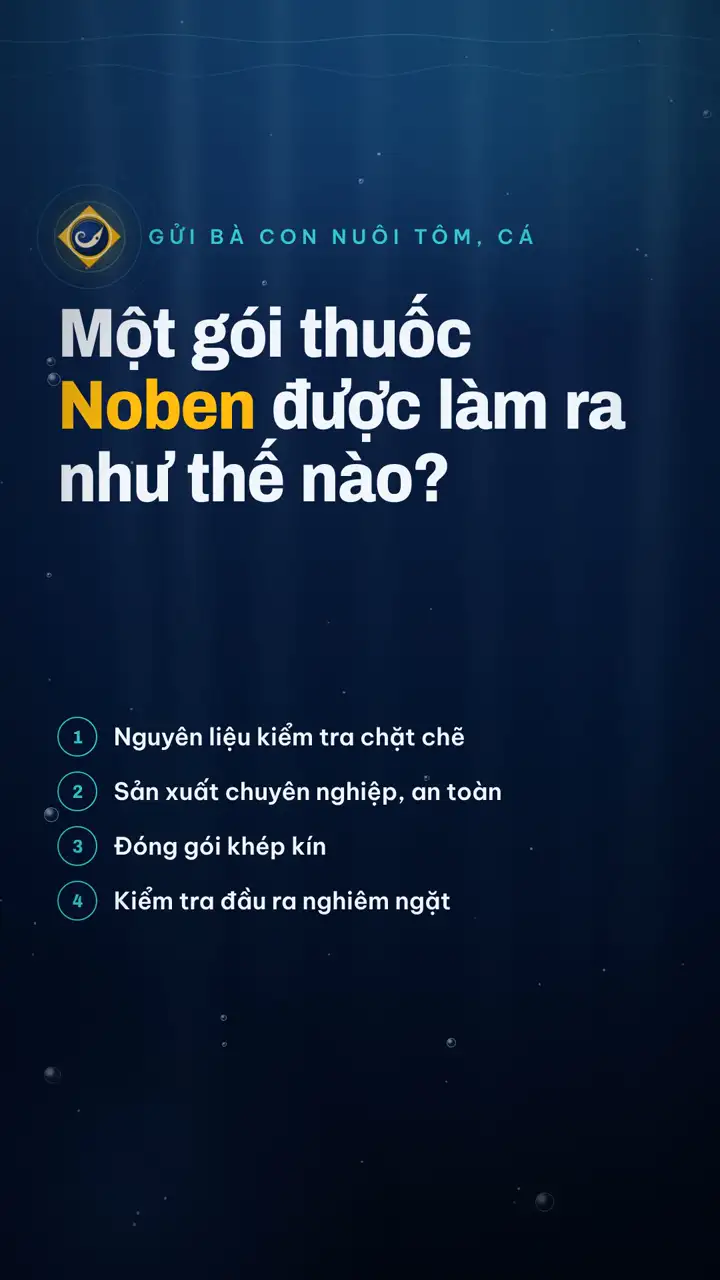 GỬI BÀ CON NUÔI TÔM, CÁ
Một gói thuốc
Noben được làm ra
như thế nào?
1 Nguyên liệu kiểm tra chặt chẽ
2 Sản xuất chuyên nghiệp, an toàn
3 Đóng gói khép kín
4 Kiểm tra đầu ra nghiêm ngặt